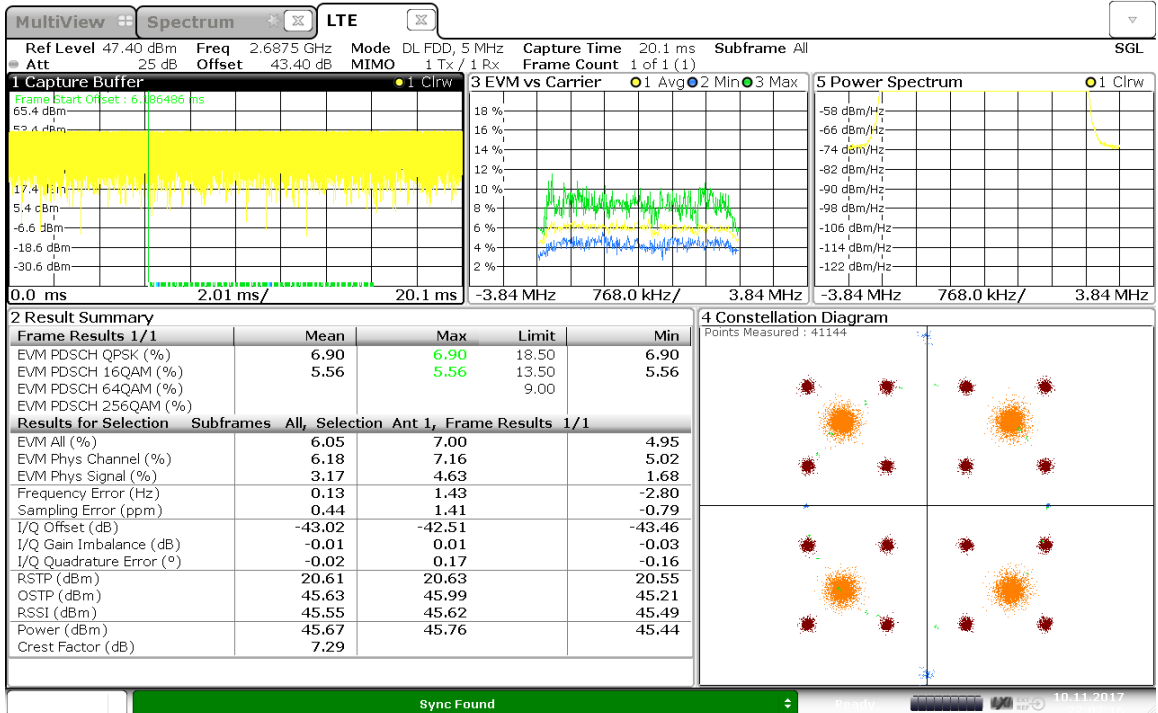 MultiView Spectrum LTE
Ref Level 47.40 dBm Freq 2.6875 GHz Mode DL FDD, 5 MHz Capture Time 20.1 ms Subframe All SGL
Att 25 dB Offset 43.40 dB MIMO 1 Tx / 1 Rx Frame Count 1 of 1 (1)
1 Capture Buffer 1 Clrw
Frame Start Offset : 6.186486 ms
65.4 dBm
53.4 dBm
17.4 dBm
5.4 dBm
-6.6 dBm
-18.6 dBm
-30.6 dBm
0.0 ms 2.01 ms/ 20.1 ms
3 EVM vs Carrier 1 Avg 2 Min 3 Max
18 %
16 %
14 %
12 %
10 %
8 %
6 %
4 %
2 %
-3.84 MHz 768.0 kHz/ 3.84 MHz
5 Power Spectrum 1 Clrw
-58 dBm/Hz
-66 dBm/Hz
-74 dBm/Hz
-82 dBm/Hz
-90 dBm/Hz
-98 dBm/Hz
-106 dBm/Hz
-114 dBm/Hz
-122 dBm/Hz
-3.84 MHz 768.0 kHz/ 3.84 MHz
2 Result Summary
Frame Results 1/1 Mean Max Limit Min
EVM PDSCH QPSK (%) 6.90 6.90 18.50 6.90
EVM PDSCH 16QAM (%) 5.56 5.56 13.50 5.56
EVM PDSCH 64QAM (%) 9.00
EVM PDSCH 256QAM (%)
Results for Selection Subframes All, Selection Ant 1, Frame Results 1/1
EVM All (%) 6.05 7.00 4.95
EVM Phys Channel (%) 6.18 7.16 5.02
EVM Phys Signal (%) 3.17 4.63 1.68
Frequency Error (Hz) 0.13 1.43 -2.80
Sampling Error (ppm) 0.44 1.41 -0.79
I/Q Offset (dB) -43.02 -42.51 -43.46
I/Q Gain Imbalance (dB) -0.01 0.01 -0.03
I/Q Quadrature Error (°) -0.02 0.17 -0.16
RSTP (dBm) 20.61 20.63 20.55
OSTP (dBm) 45.63 45.99 45.21
RSSI (dBm) 45.55 45.62 45.49
Power (dBm) 45.67 45.76 45.44
Crest Factor (dB) 7.29
4 Constellation Diagram
Points Measured : 41144
Sync Found Ready LXI EXT REF 10.11.2017